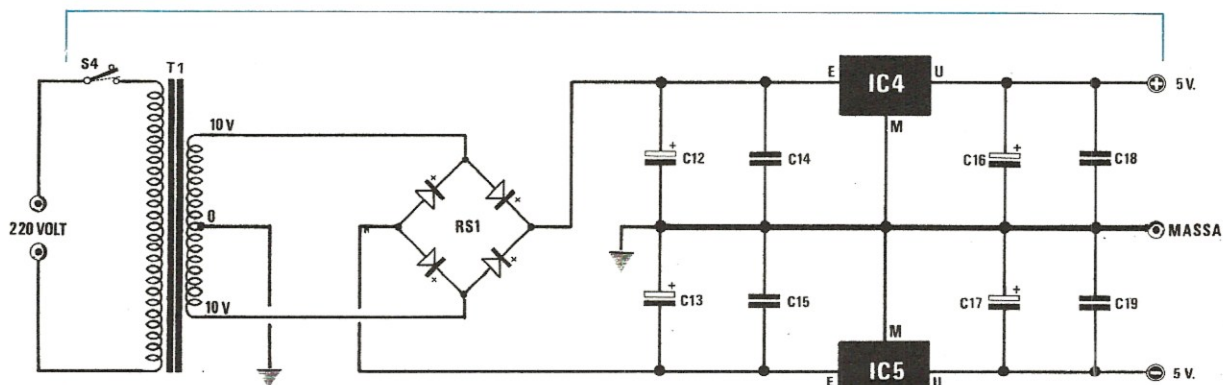 S4
T1
220 VOLT
10 V
0
10 V
RS1
E
IC4
U
M
5 V.
+
C12
C14
+
C16
C18
MASSA
+
C13
C15
+
C17
C19
M
E
IC5
U
5 V.